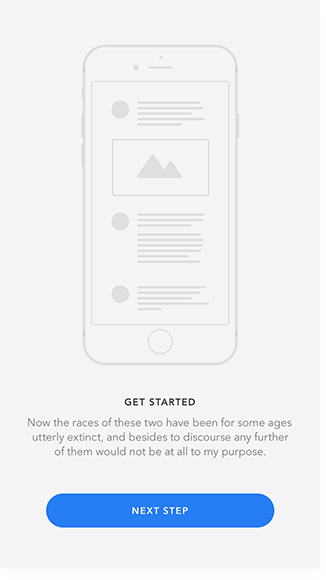 GET STARTED
Now the races of these two have been for some ages
utterly extinct, and besides to discourse any further
of them would not be at all to my purpose.
NEXT STEP